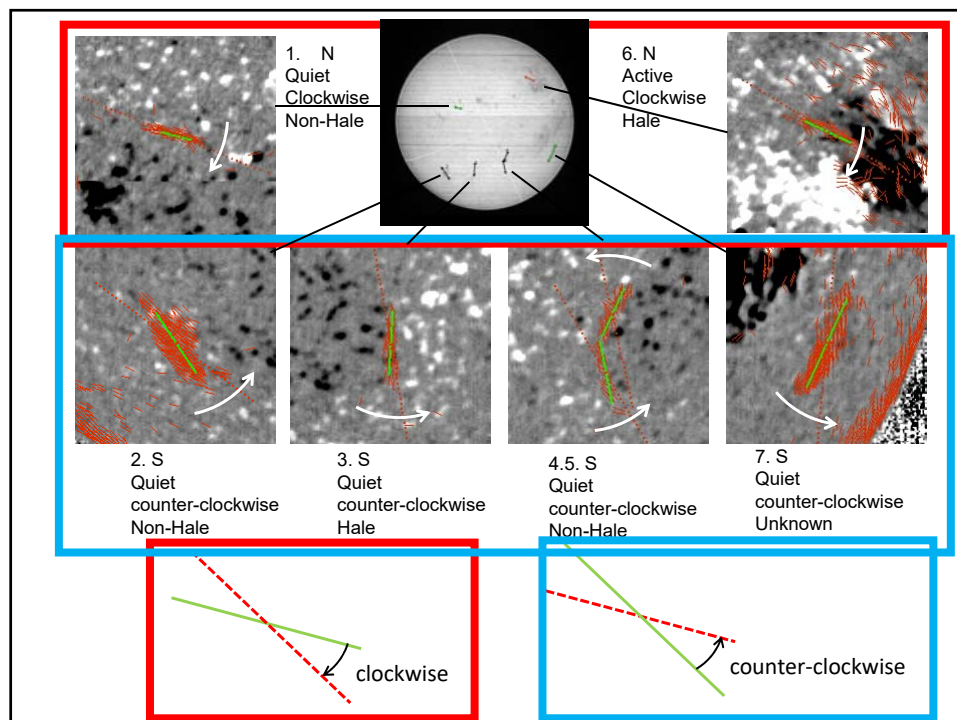 1. N
Quiet
Clockwise
Non-Hale
6. N
Active
Clockwise
Hale
2. S
Quiet
counter-clockwise
Non-Hale
3. S
Quiet
counter-clockwise
Hale
4.5. S
Quiet
counter-clockwise
Non-Hale
7. S
Quiet
counter-clockwise
Unknown
clockwise
counter-clockwise